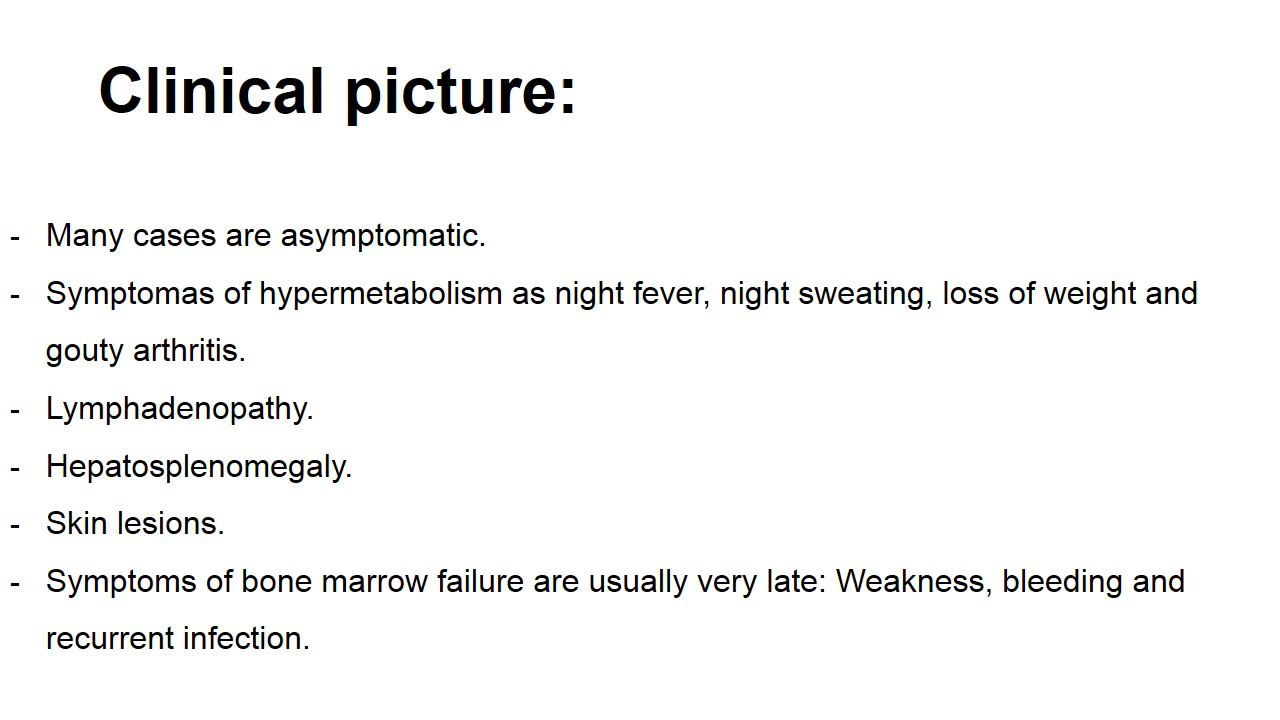 Clinical picture:
- Many cases are asymptomatic.
- Symptomas of hypermetabolism as night fever, night sweating, loss of weight and
gouty arthritis.
- Lymphadenopathy.
- Hepatosplenomegaly.
- Skin lesions.
- Symptoms of bone marrow failure are usually very late: Weakness, bleeding and
recurrent infection.